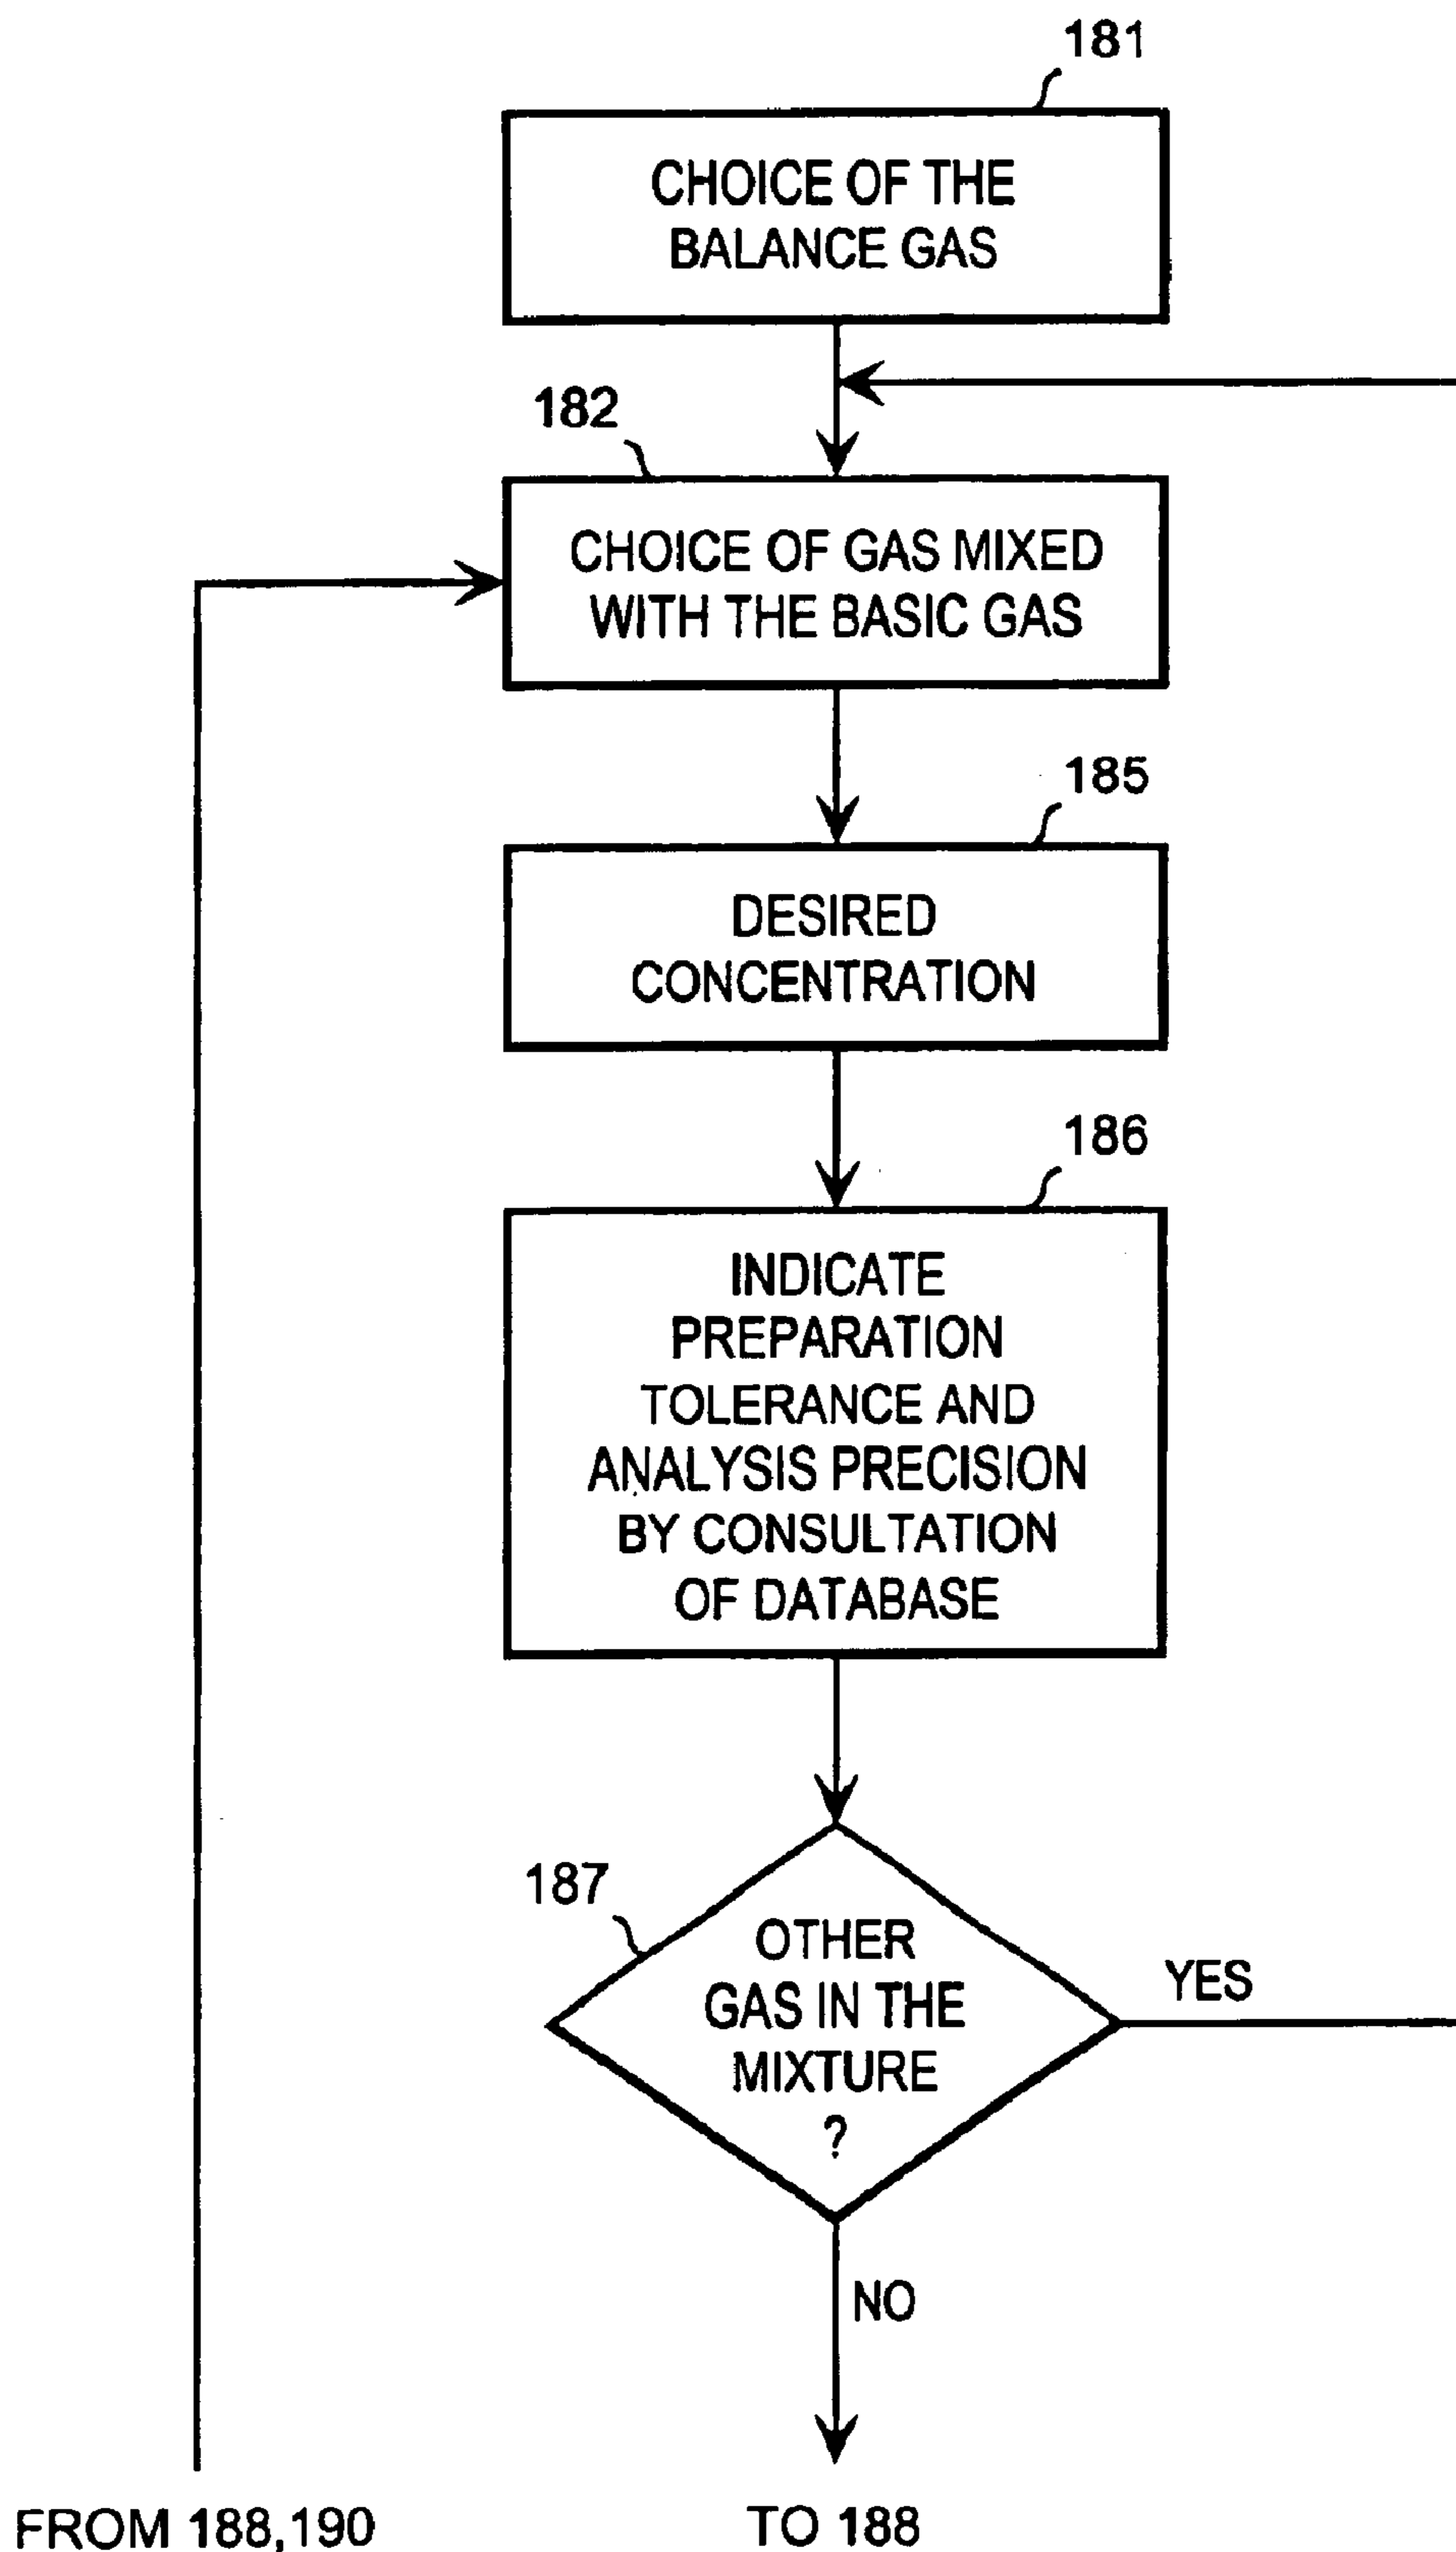 181
CHOICE OF THE
BALANCE GAS
182
CHOICE OF GAS MIXED
WITH THE BASIC GAS
185
DESIRED
CONCENTRATION
186
INDICATE
PREPARATION
TOLERANCE AND
ANALYSIS PRECISION
BY CONSULTATION
OF DATABASE
187
OTHER
GAS IN THE
MIXTURE
?
YES
NO
FROM 188,190
TO 188